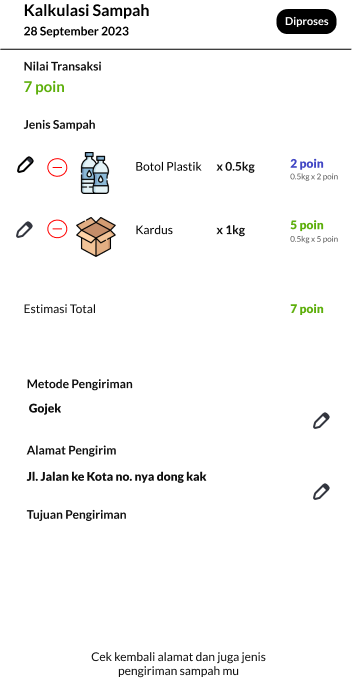 Kalkulasi Sampah
28 September 2023
Diproses
Nilai Transaksi
7 poin
Jenis Sampah
Botol Plastik x 0.5kg 2 poin
0.5kg x 2 poin
Kardus x 1kg 5 poin
0.5kg x 5 poin
Estimasi Total 7 poin
Metode Pengiriman
Gojek
Alamat Pengirim
Jl. Jalan ke Kota no. nya dong kak
Tujuan Pengiriman
Cek kembali alamat dan juga jenis
pengiriman sampah mu